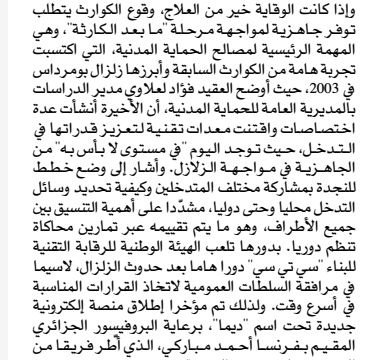 وإذا كانت الوقاية خير من العلاج، وقوع الكوارث يتطلب
توفر جاهزية لمواجهة مرحلة "ما بعد الكارثة"، وهي
المهمة الرئيسية لمصالح الحماية المدنية، التي اكتسبت
تجربة هامة من الكوارث السابقة وأبرزها زلزال بومرداس
في 2003، حيث أوضح العقيد فؤاد لعلاوي مدير الدراسات
بالمديرية العامة للحماية المدنية، أن الأخيرة أنشأت عدة
اختصاصات واقتنت معدات تقنية لتعزيز قدراتها في
التدخل، حيث توجد اليوم "في مستوى لا بأس به" من
الجاهزية في مواجهة الزلازل. وأشار إلى وضع خطط
للنجدة بمشاركة مختلف المتدخلين وكيفية تحديد وسائل
التدخل محليا وحتى دوليا، مشدّدا على أهمية التنسيق بين
جميع الأطراف، وهو ما يتم تقييمه عبر تمارين محاكاة
تنظم دوريا. بدورها تلعب الهيئة الوطنية للرقابة التقنية
للبناء "سي تي سي" دورا هاما بعد حدوث الزلزال، لاسيما
في مرافقة السلطات العمومية لاتخاذ القرارات المناسبة
في أسرع وقت. ولذلك تم مؤخرا إطلاق منصة إلكترونية
جديدة تحت اسم "ديما"، برعاية البروفيسور الجزائري
المقيم بفرنسا أحمد مباركي، الذي أطّر فريقا من